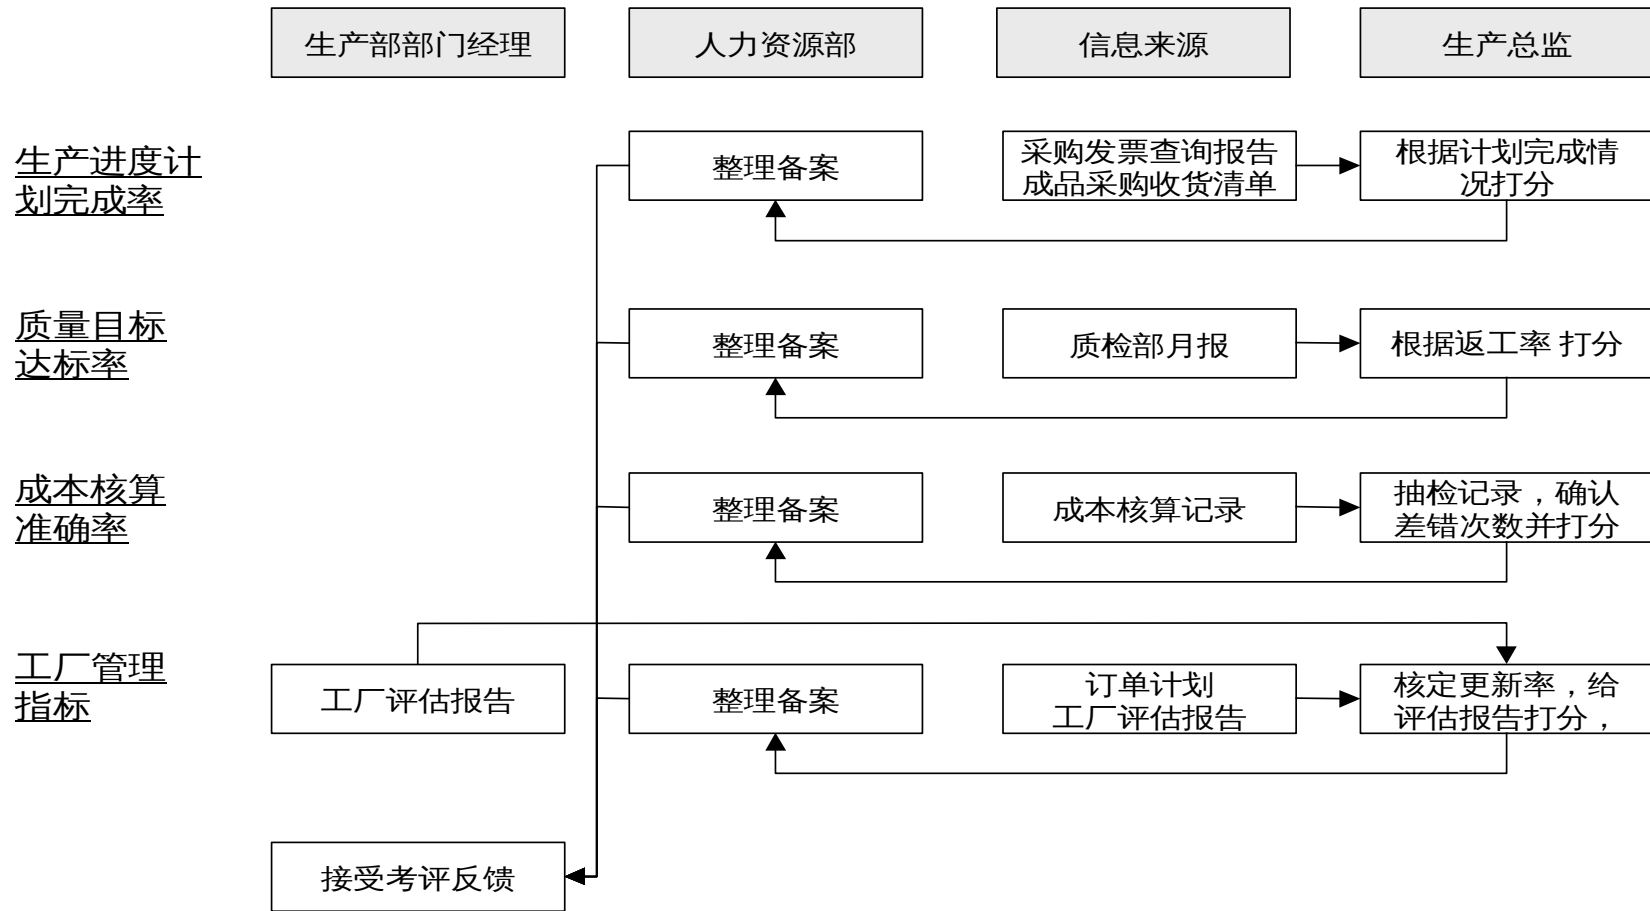 生产部部门经理
人力资源部
信息来源
生产总监
生产进度计
划完成率
整理备案
采购发票查询报告
成品采购收货清单
根据计划完成情
况打分
质量目标
达标率
整理备案
质检部月报
根据返工率 打分
成本核算
准确率
整理备案
成本核算记录
抽检记录，确认
差错次数并打分
工厂管理
指标
工厂评估报告
整理备案
订单计划
工厂评估报告
核定更新率，给
评估报告打分，
接受考评反馈